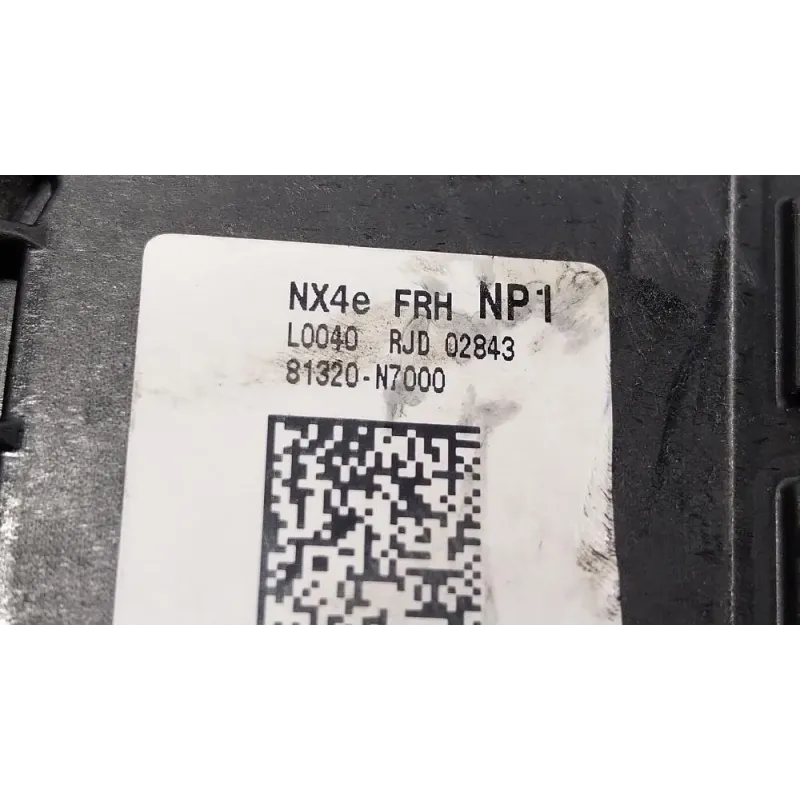 NX4e FRH NP1
L0040 RJD 02843
81320-N7000